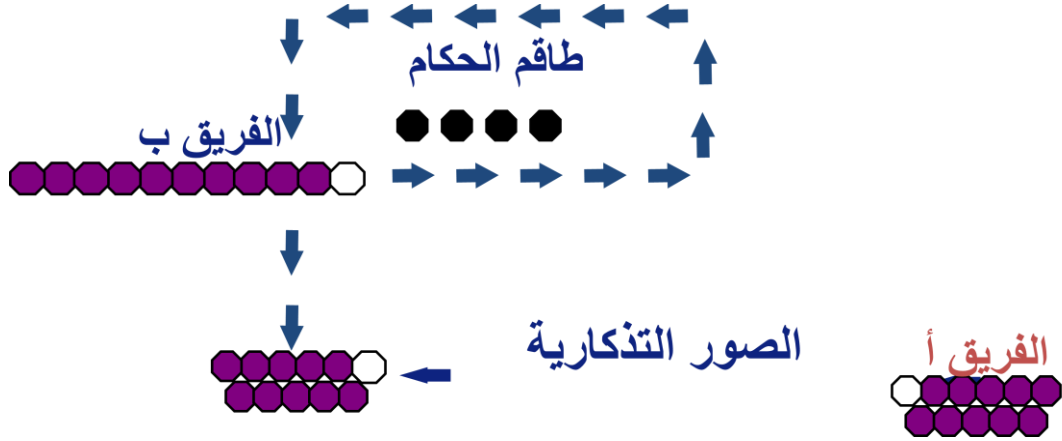 طاقم الحكام
الفريق ب
الصور التذكارية
الفريق أ